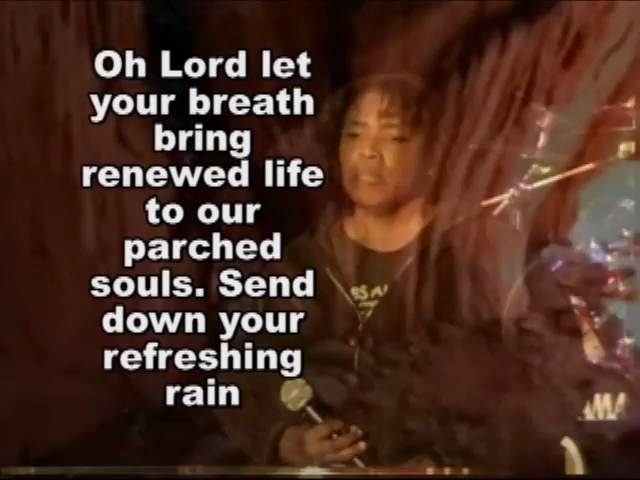 Oh Lord let
your breath
bring
renewed life
to our
parched
souls. Send
down your
refreshing
rain